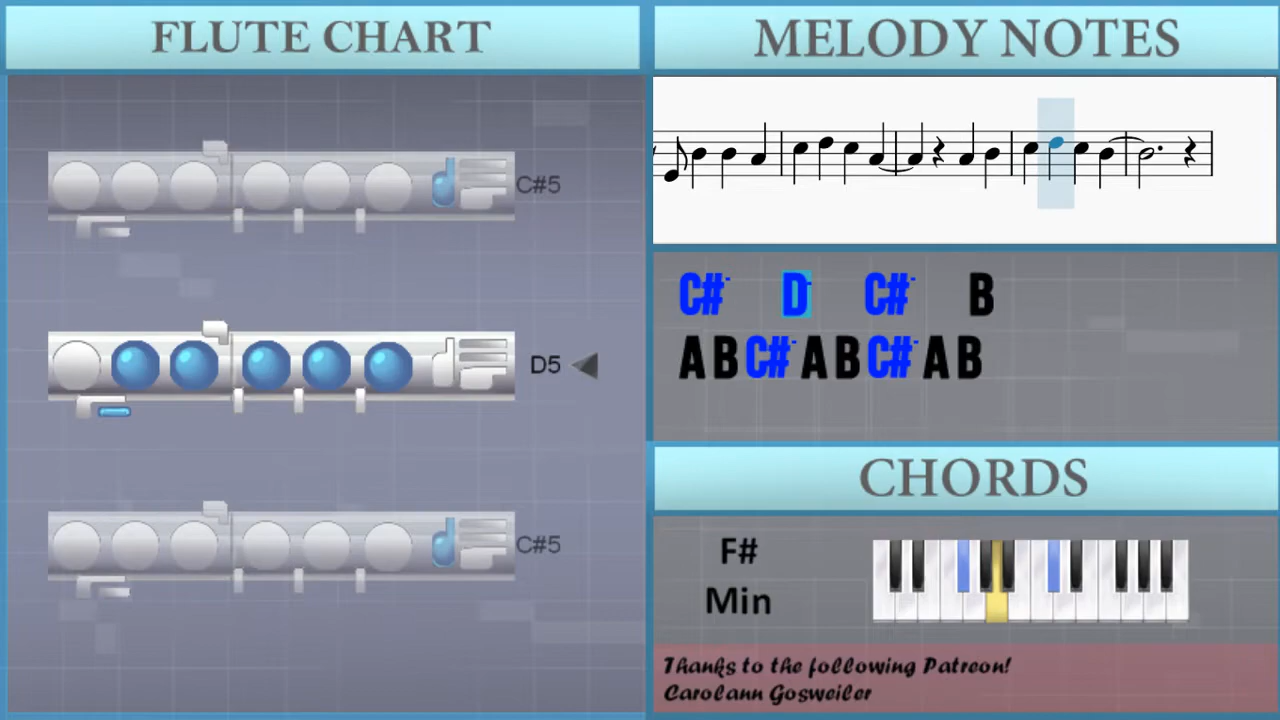 FLUTE CHART
C#5
D5
C#5
MELODY NOTES
C#- D- C#- B
A B C#- A B C#- A B
CHORDS
F#
Min
Thanks to the following Patreon!
Carolann Gosweiler